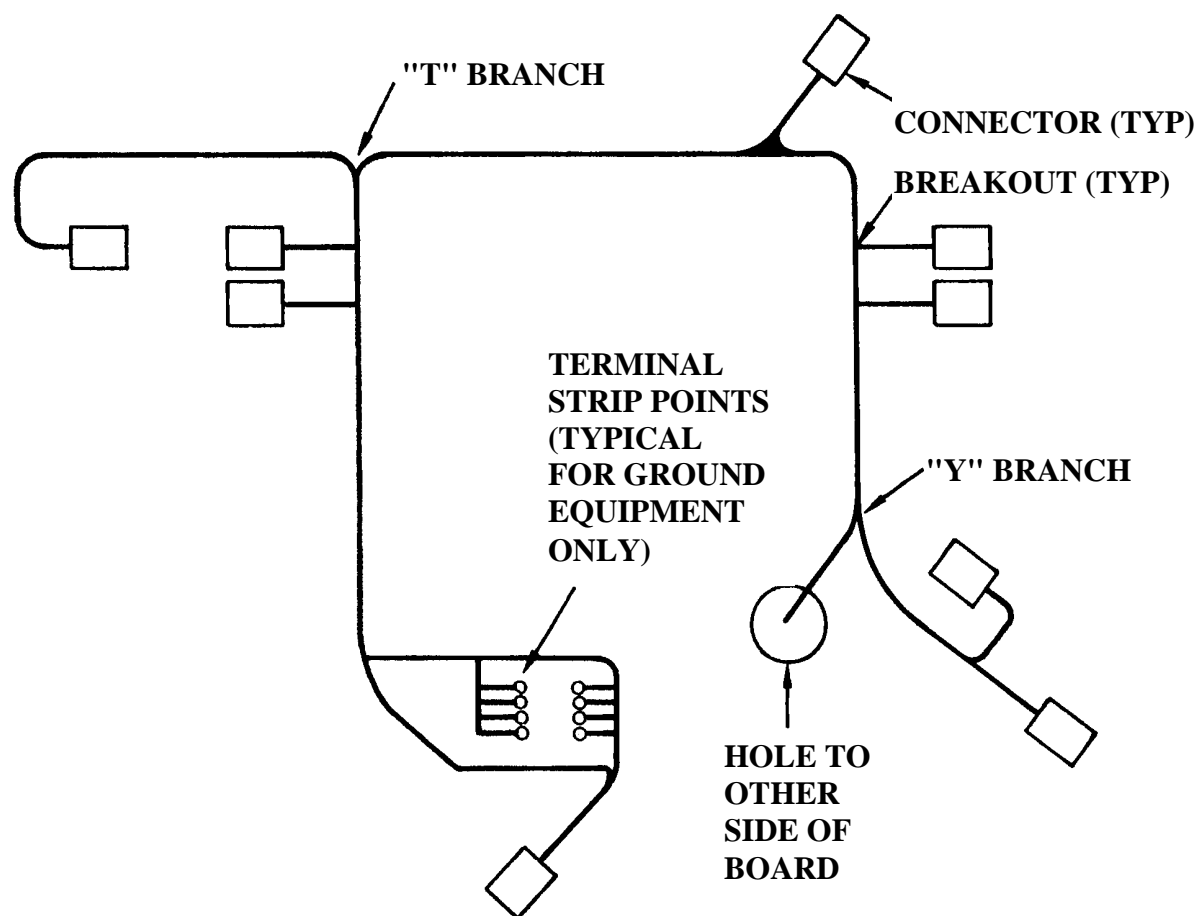 "T" BRANCH
CONNECTOR (TYP)
BREAKOUT (TYP)
TERMINAL
STRIP POINTS
(TYPICAL
FOR GROUND
EQUIPMENT
ONLY)
"Y" BRANCH
HOLE TO
OTHER
SIDE OF
BOARD